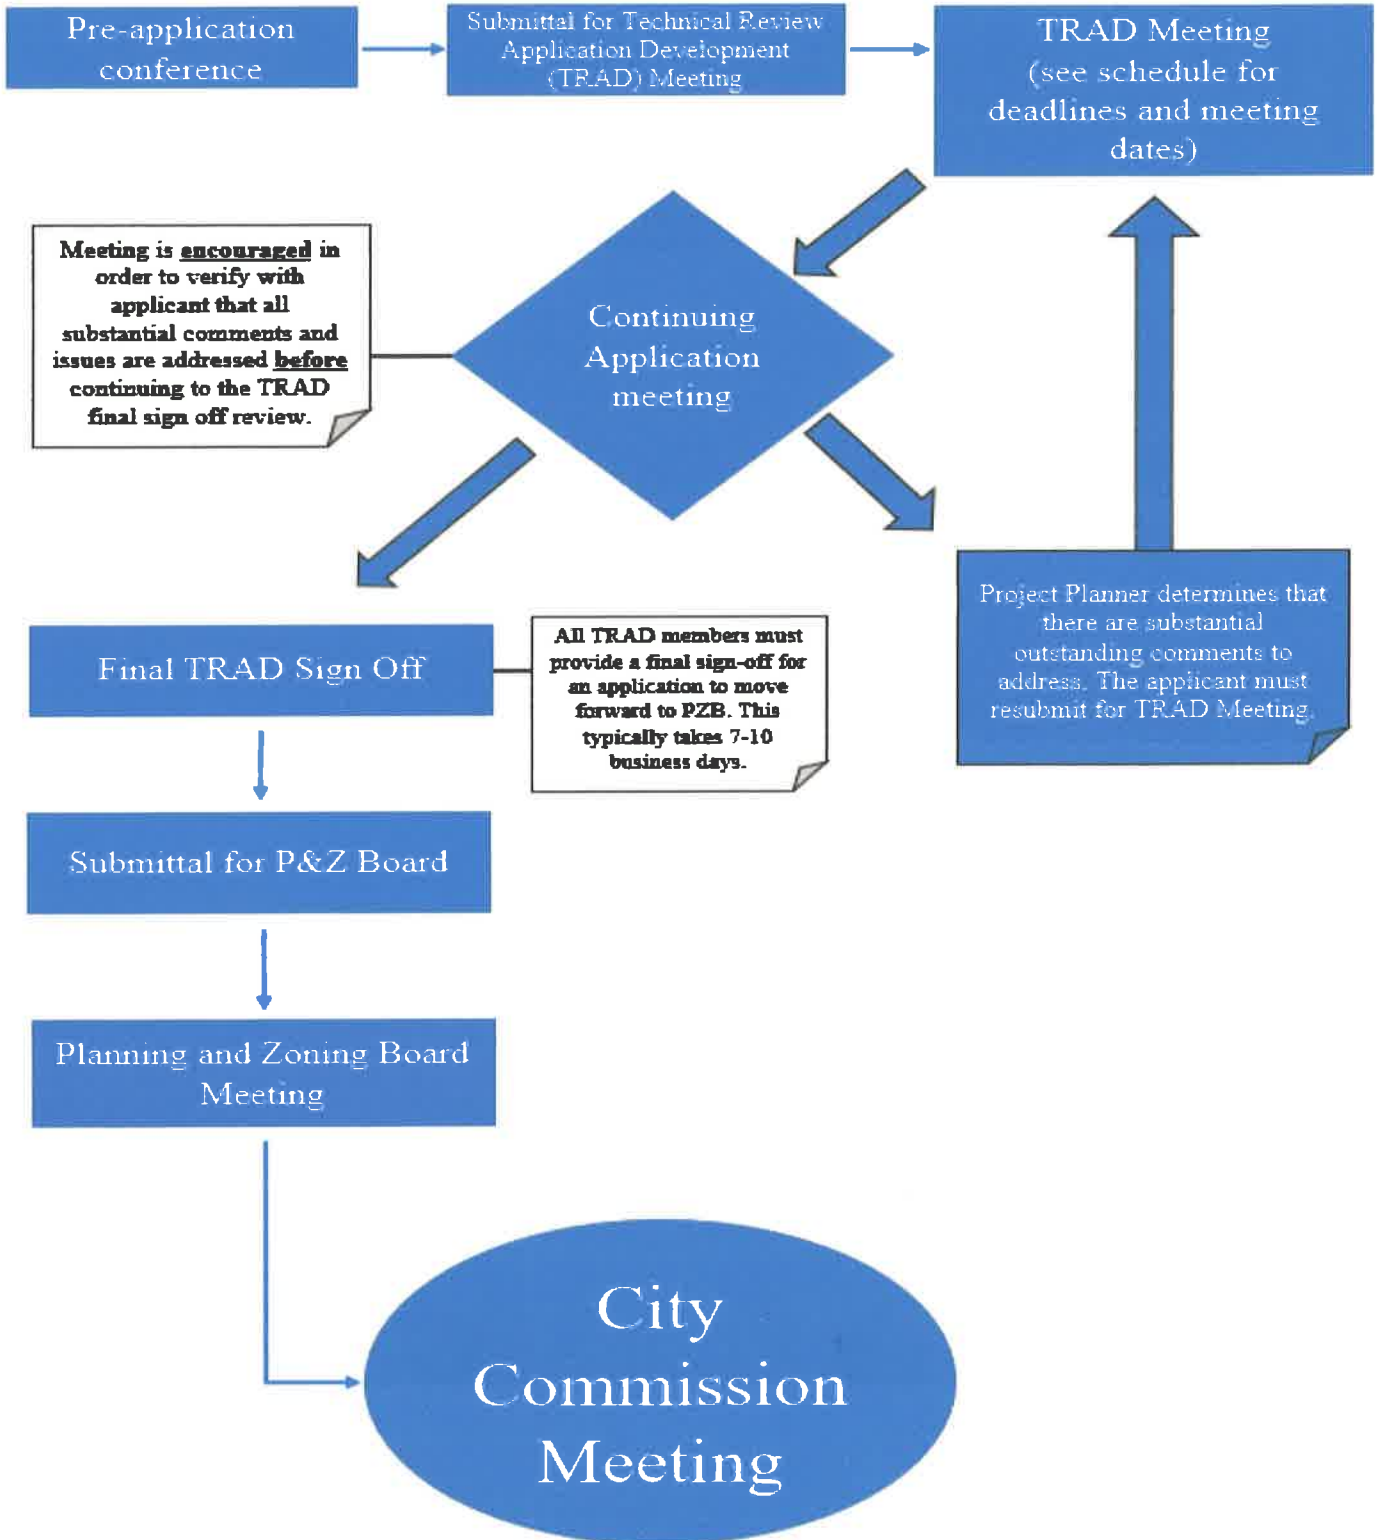 Pre-application
conference
Submittal for Technical Review
Application Development
(TRAD) Meeting
TRAD Meeting
(see schedule for
deadlines and meeting
dates)
Meeting is encouraged in
order to verify with
applicant that all
substantial comments and
issues are addressed before
continuing to the TRAD
final sign off review.
Continuing
Application
meeting
Project Planner determines that
there are substantial
outstanding comments to
address. The applicant must
resubmit for TRAD Meeting.
Final TRAD Sign Off
All TRAD members must
provide a final sign-off for
an application to move
forward to PZB. This
typically takes 7-10
business days.
Submittal for P&Z Board
Planning and Zoning Board
Meeting
City
Commission
Meeting